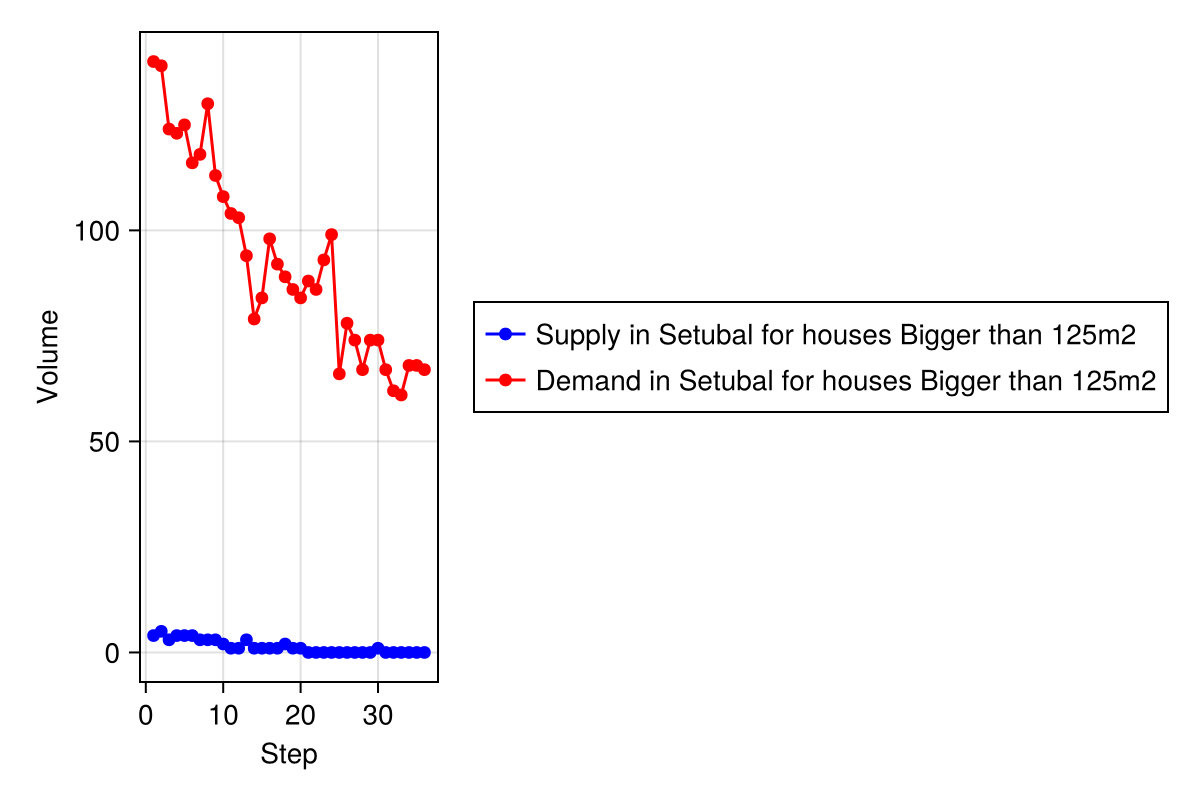 Volume
100
50
0
0 10 20 30
Step
Supply in Setubal for houses Bigger than 125m2
Demand in Setubal for houses Bigger than 125m2